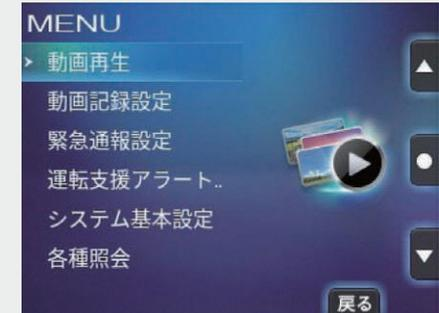 MENU
動画再生
動画記録設定
緊急通報設定
運転支援アラート..
システム基本設定
各種照会
戻る